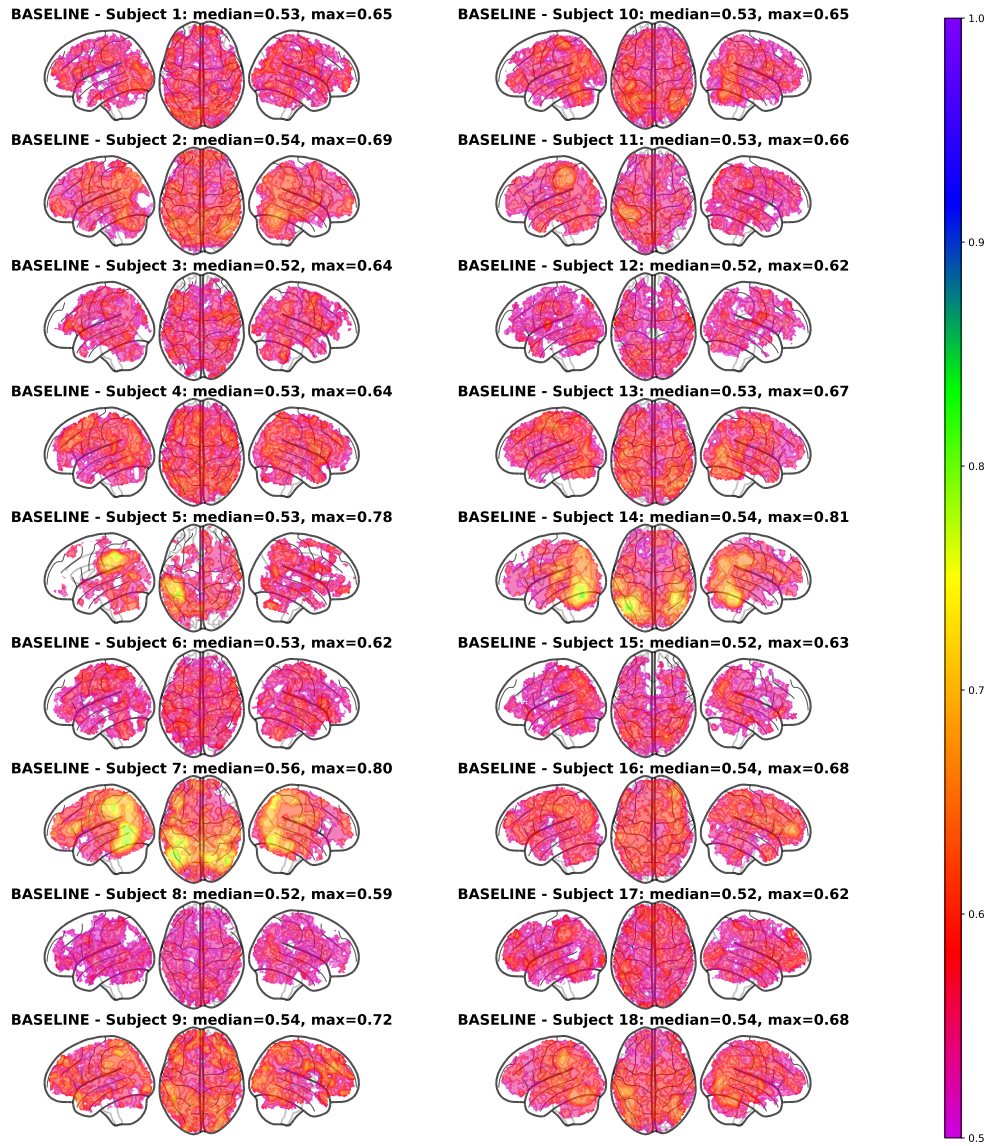 BASELINE - Subject 1: median=0.53, max=0.65
BASELINE - Subject 10: median=0.53, max=0.65
BASELINE - Subject 2: median=0.54, max=0.69
BASELINE - Subject 11: median=0.53, max=0.66
BASELINE - Subject 3: median=0.52, max=0.64
BASELINE - Subject 12: median=0.52, max=0.62
BASELINE - Subject 4: median=0.53, max=0.64
BASELINE - Subject 13: median=0.53, max=0.67
BASELINE - Subject 5: median=0.53, max=0.78
BASELINE - Subject 14: median=0.54, max=0.81
BASELINE - Subject 6: median=0.53, max=0.62
BASELINE - Subject 15: median=0.52, max=0.63
BASELINE - Subject 7: median=0.56, max=0.80
BASELINE - Subject 16: median=0.54, max=0.68
BASELINE - Subject 8: median=0.52, max=0.59
BASELINE - Subject 17: median=0.52, max=0.62
BASELINE - Subject 9: median=0.54, max=0.72
BASELINE - Subject 18: median=0.54, max=0.68
1.0
0.9
0.8
0.7
0.6
0.5